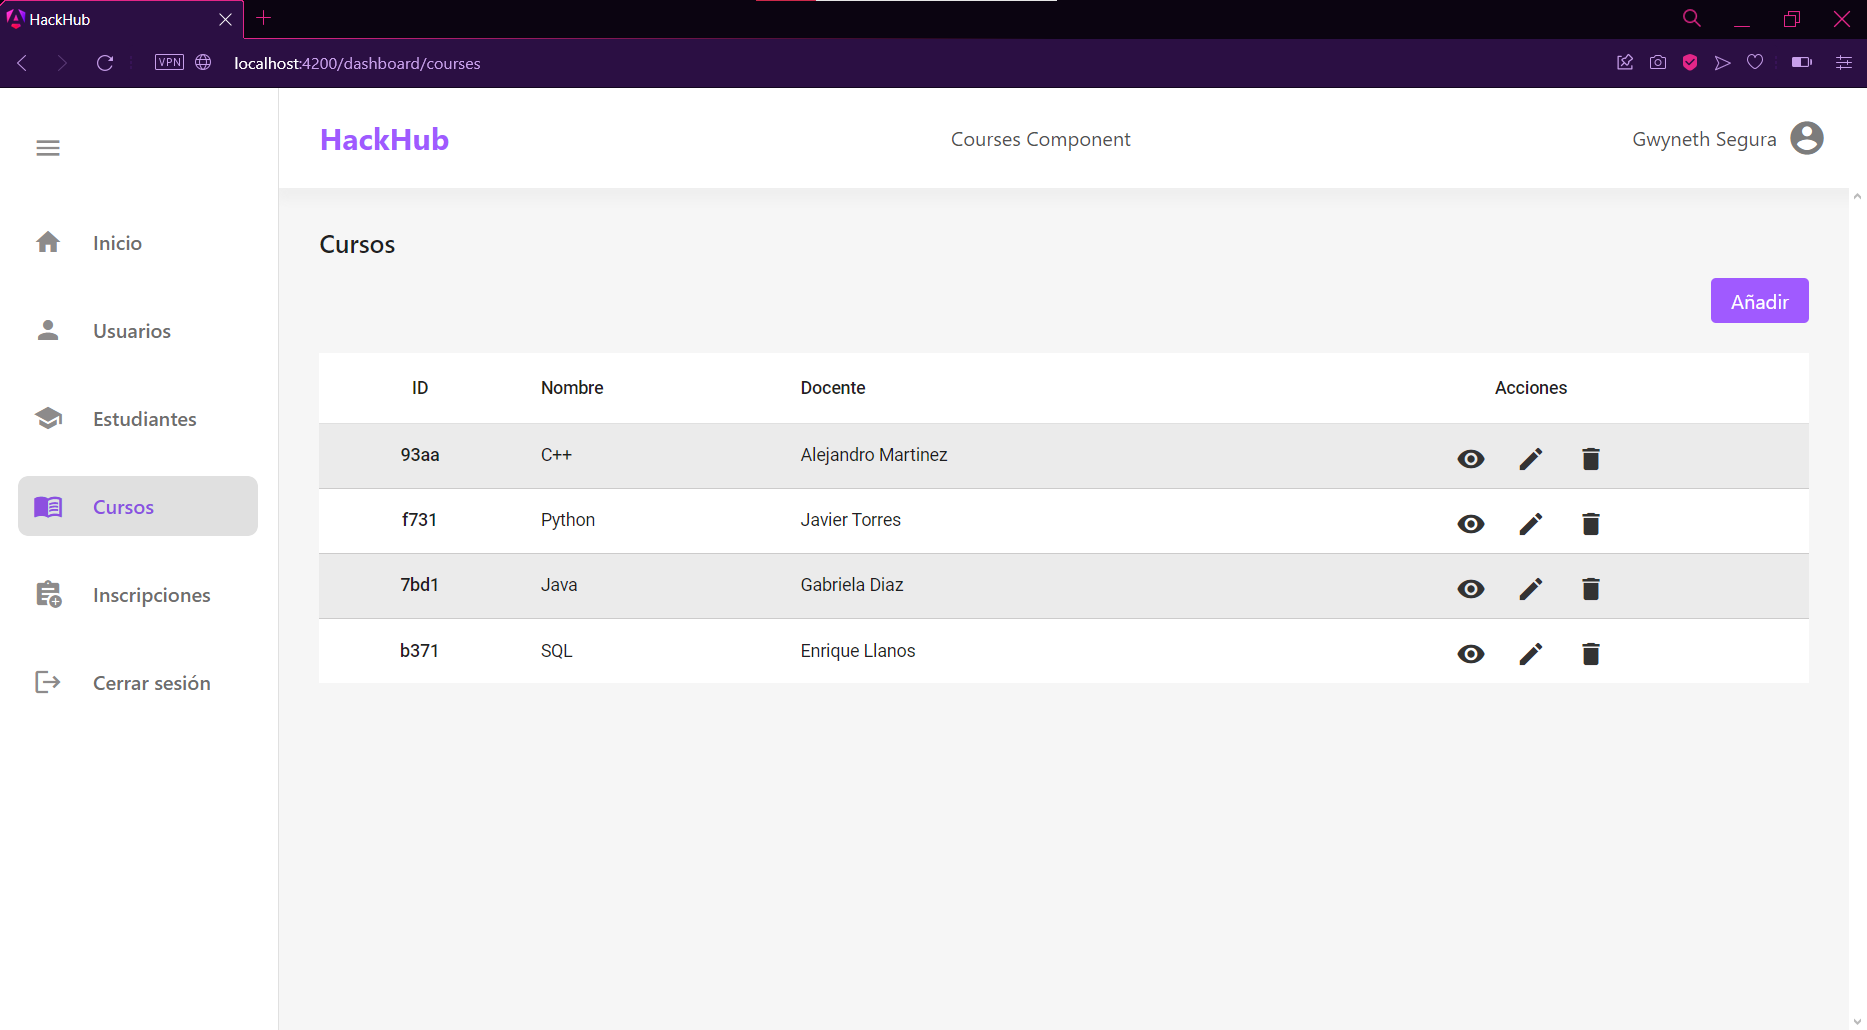 HackHub
VPN
localhost:4200/dashboard/courses
HackHub
Courses Component
Gwyneth Segura
Inicio
Usuarios
Estudiantes
Cursos
Inscripciones
Cerrar sesión
Cursos
Añadir
ID Nombre Docente Acciones
93aa C++ Alejandro Martinez
f731 Python Javier Torres
7bd1 Java Gabriela Diaz
b371 SQL Enrique Llanos